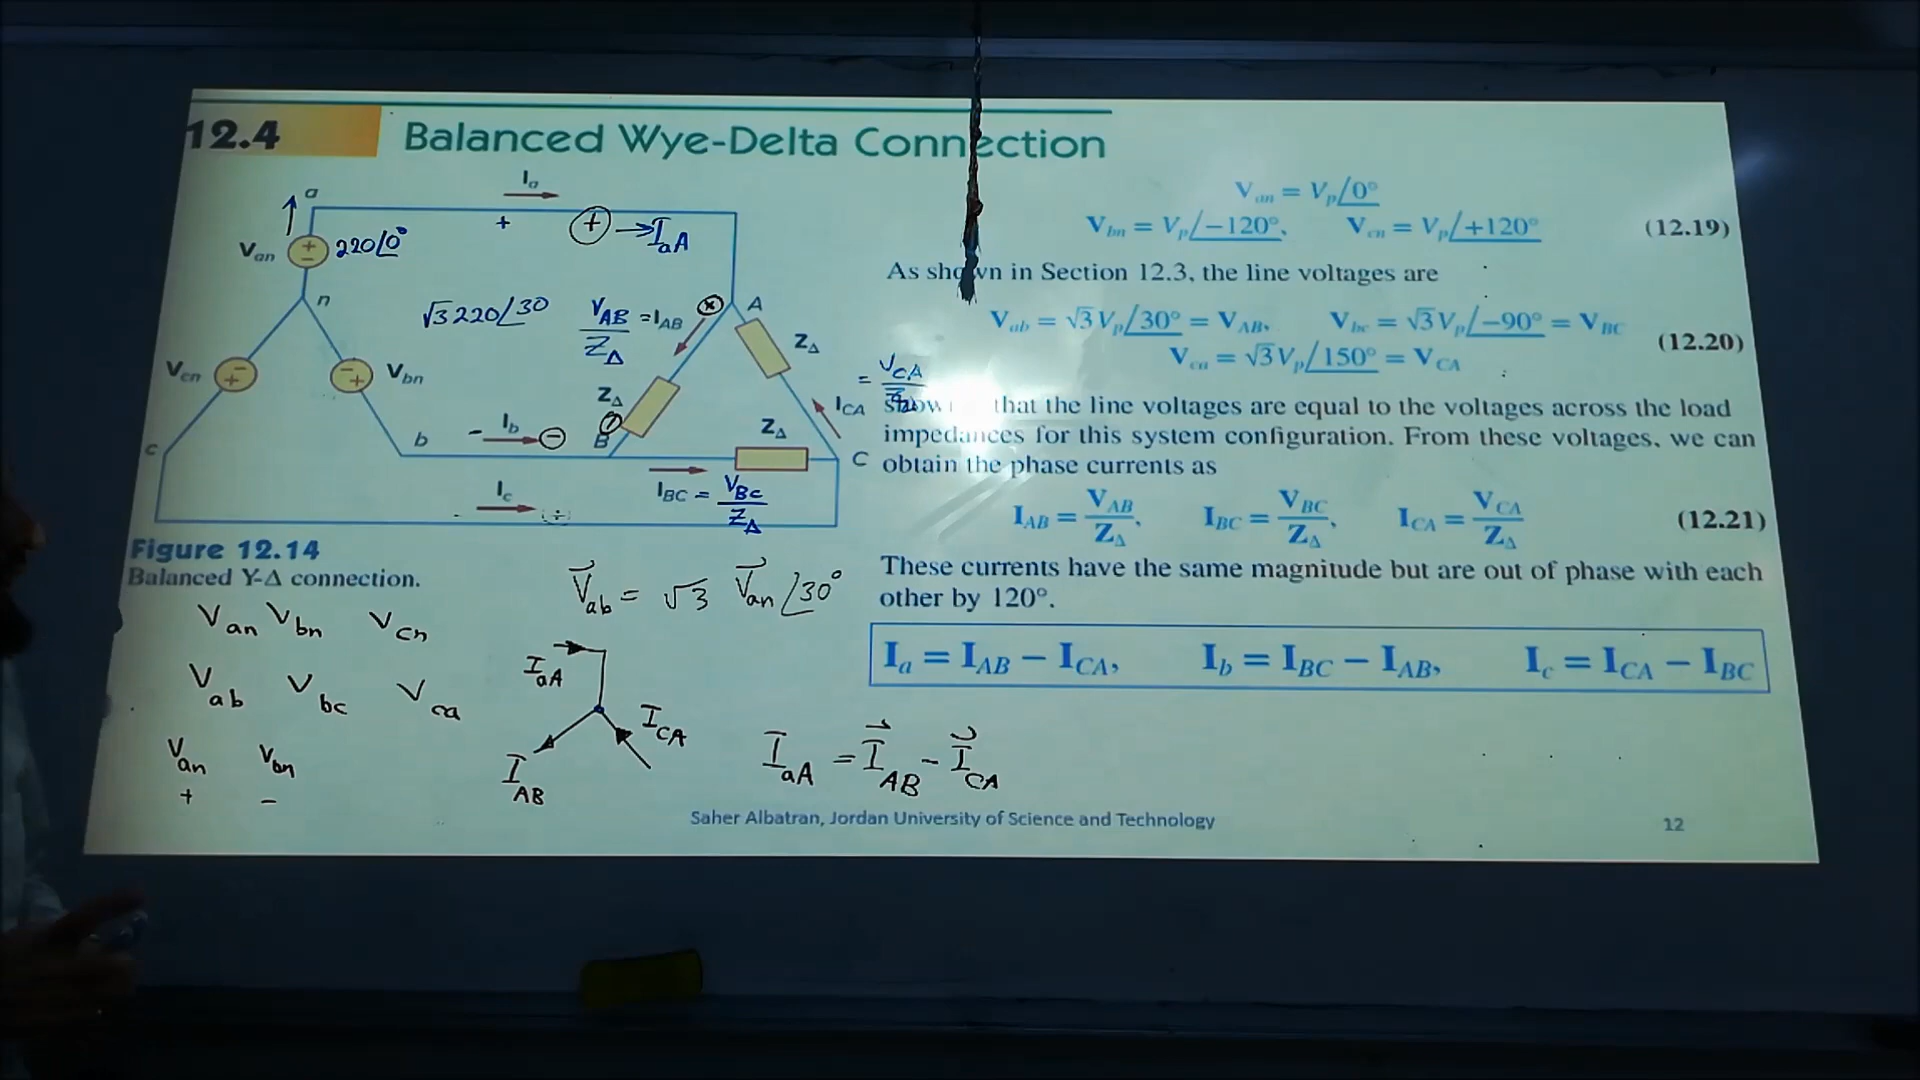 12.4 Balanced Wye-Delta Connection
Ia
a
+ + → IaA
Van + − 220∠0°
n
√3 220∠30
VAB/ZΔ = IAB
A
ZΔ
Vcn − +
Vbn − +
ZΔ
= VCA/
ICA
c
b
- Ib −
B
ZΔ
C
IBC = VBC/ZΔ
Ic
Figure 12.14
Balanced Y-Δ connection.
Van Vbn Vcn
Vab Vbc Vca
Van Vbn
+ −
Vab = √3 Van ∠30°
IaA
ICA
IAB
IaA = IAB - ICA
Van = Vp/0°
Vbn = Vp/−120°, Vcn = Vp/+120° (12.19)
As shown in Section 12.3, the line voltages are
Vab = √3Vp/30° = VAB, Vbc = √3Vp/−90° = VBC
Vca = √3Vp/150° = VCA (12.20)
that the line voltages are equal to the voltages across the load
impedances for this system configuration. From these voltages, we can
obtain the phase currents as
IAB = VAB/ZΔ, IBC = VBC/ZΔ, ICA = VCA/ZΔ (12.21)
These currents have the same magnitude but are out of phase with each
other by 120°.
Ia = IAB − ICA, Ib = IBC − IAB, Ic = ICA − IBC
Saher Albatran, Jordan University of Science and Technology
12